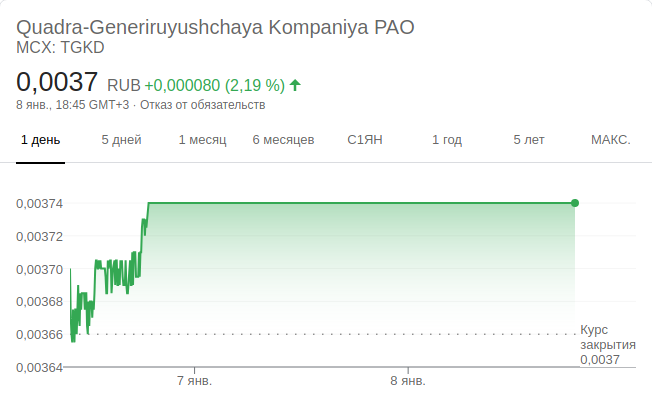 Quadra-Generiruyushchaya Kompaniya PAO
MCX: TGKD
0,0037 RUB +0,000080 (2,19 %)
8 янв., 18:45 GMT+3 · Отказ от обязательств
1 день 5 дней 1 месяц 6 месяцев С1ЯН 1 год 5 лет МАКС.
0,00374
0,00372
0,00370
0,00368
0,00366
Курс
закрытия
0,0037
0,00364
7 янв. 8 янв.